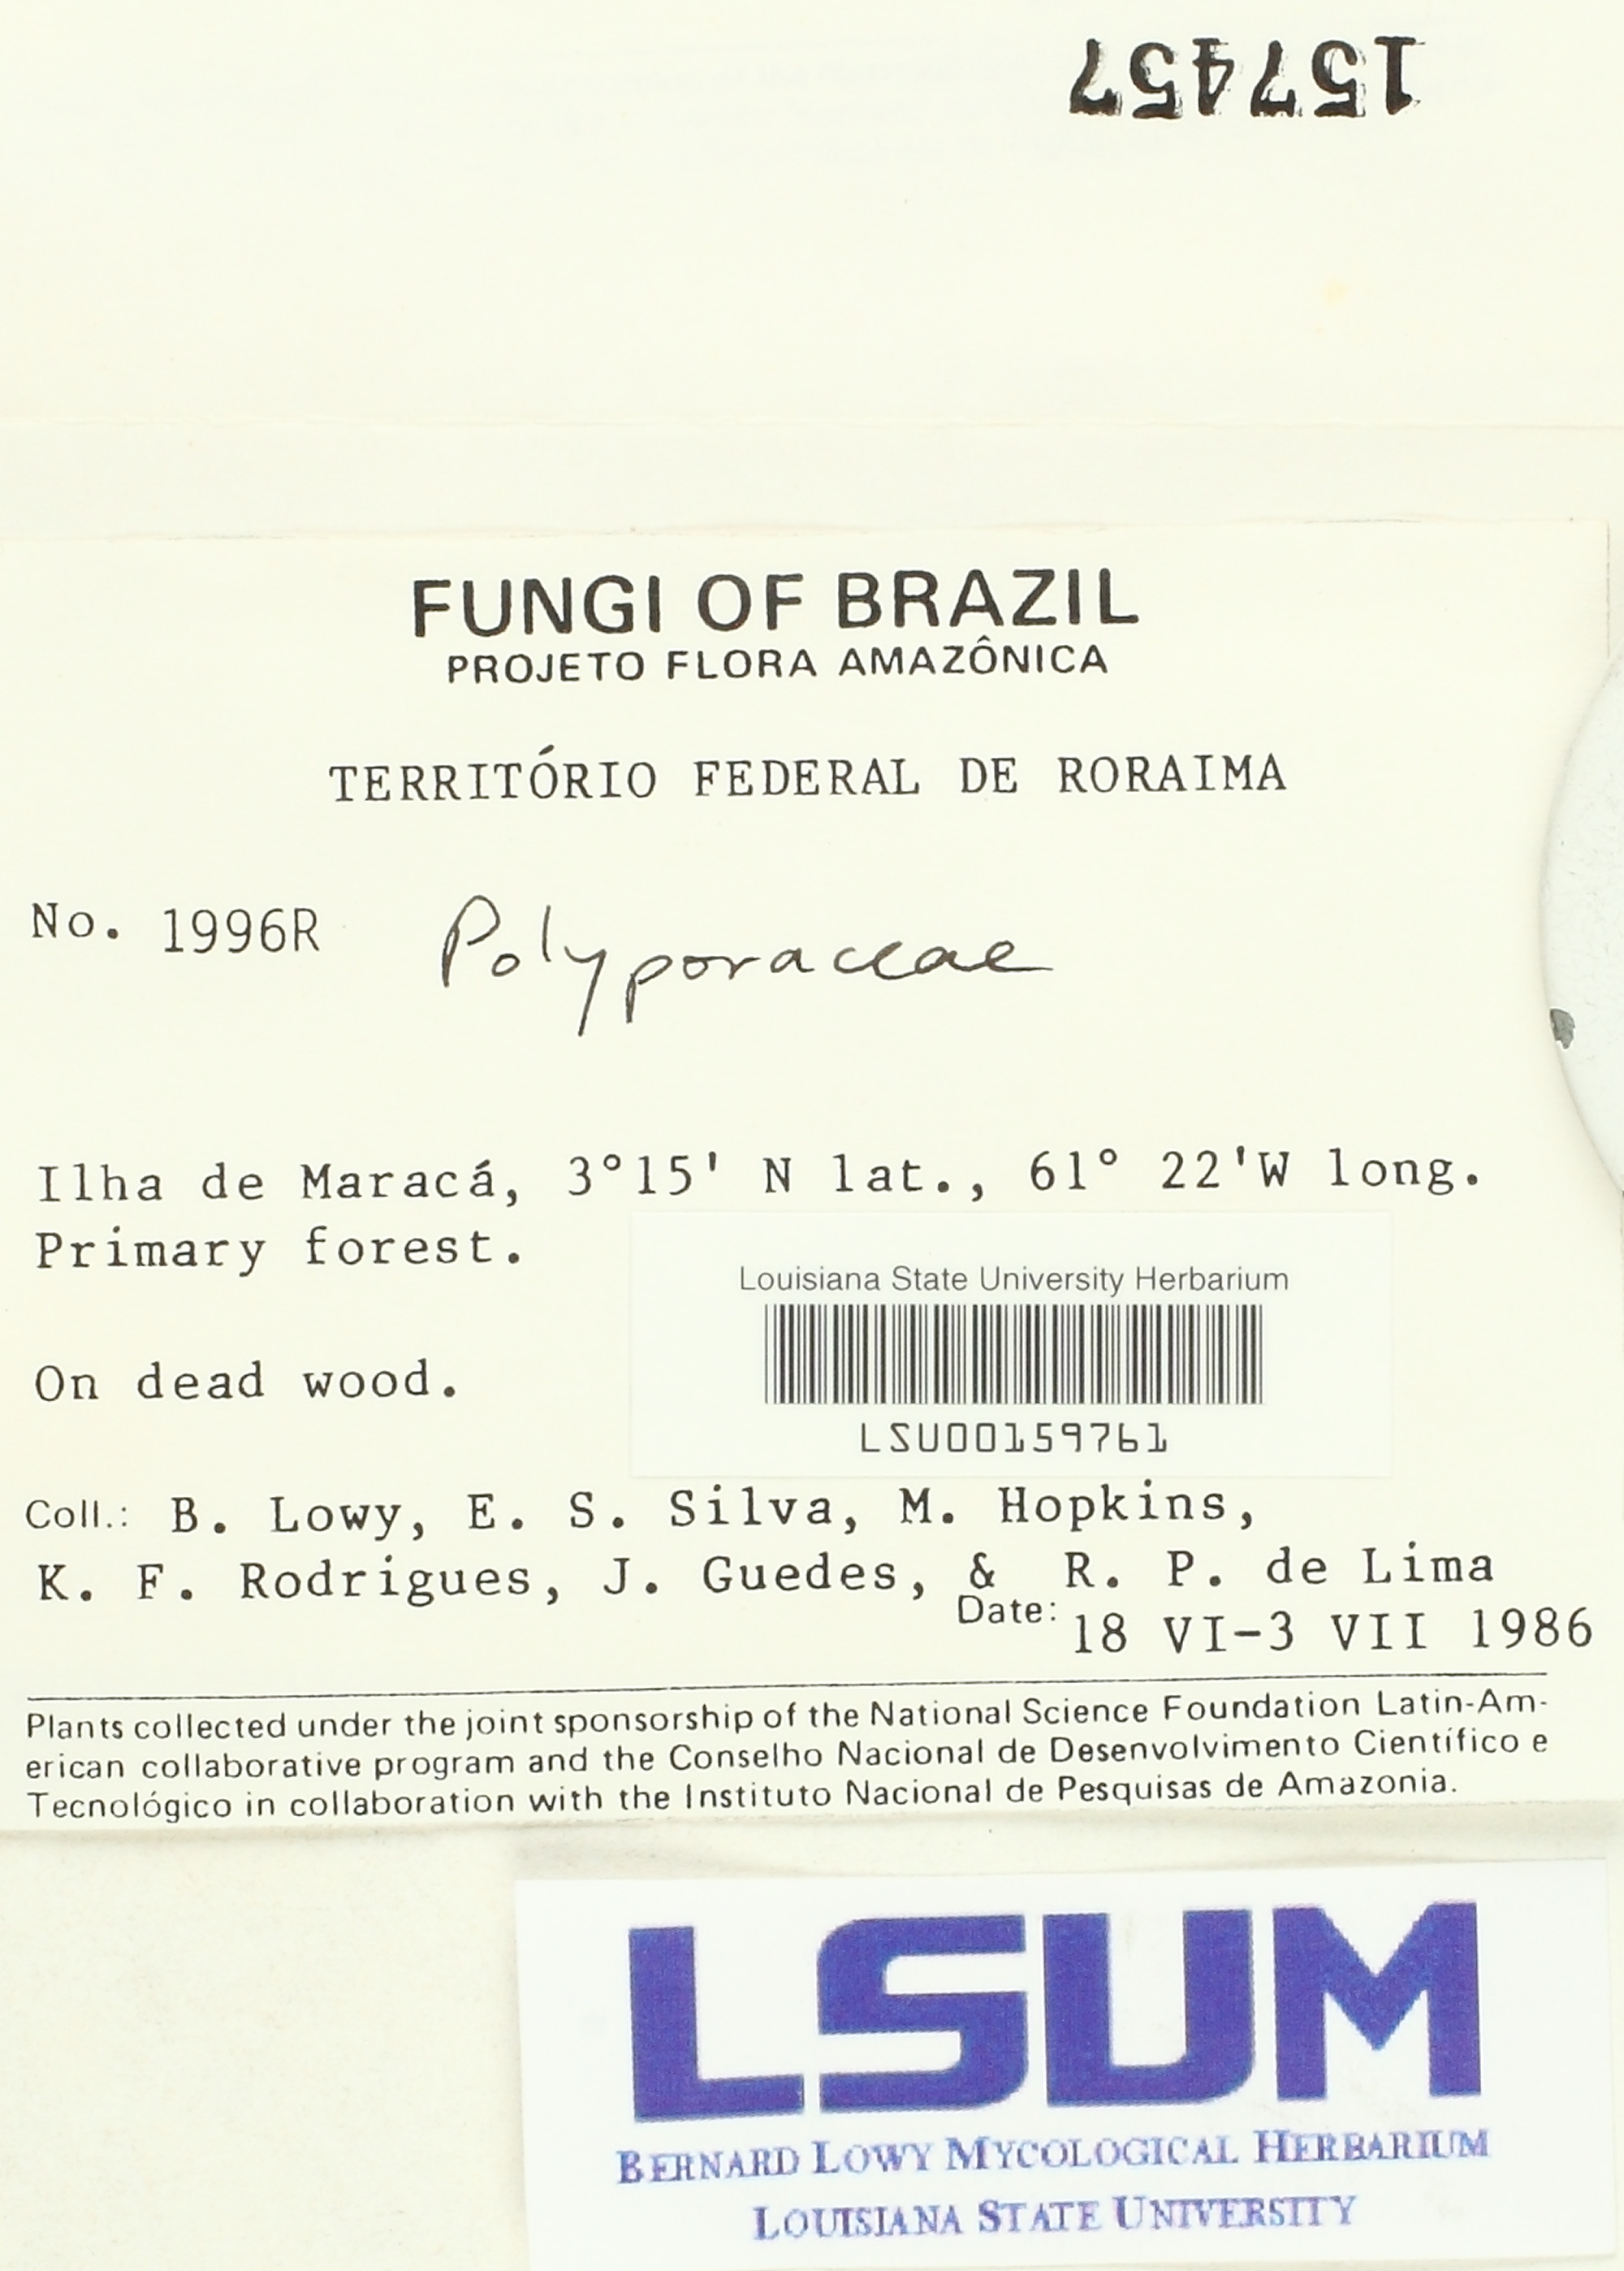 157457
FUNGI OF BRAZIL
PROJETO FLORA AMAZÔNICA
TERRITÓRIO FEDERAL DE RORAIMA
No. 1996R Polyporaceae
Ilha de Maracá, 3°15' N lat., 61° 22'W long.
Primary forest.
Louisiana State University Herbarium
On dead wood.
LSU00159761
Coll.: B. Lowy, E. S. Silva, M. Hopkins,
K. F. Rodrigues, J. Guedes, & R. P. de Lima
Date: 18 VI-3 VII 1986
Plants collected under the joint sponsorship of the National Science Foundation Latin-Am-
erican collaborative program and the Conselho Nacional de Desenvolvimento Científico e
Tecnológico in collaboration with the Instituto Nacional de Pesquisas de Amazonia.
LSUM
BERNARD LOWY MYCOLOGICAL HERBARIUM
LOUISIANA STATE UNIVERSITY